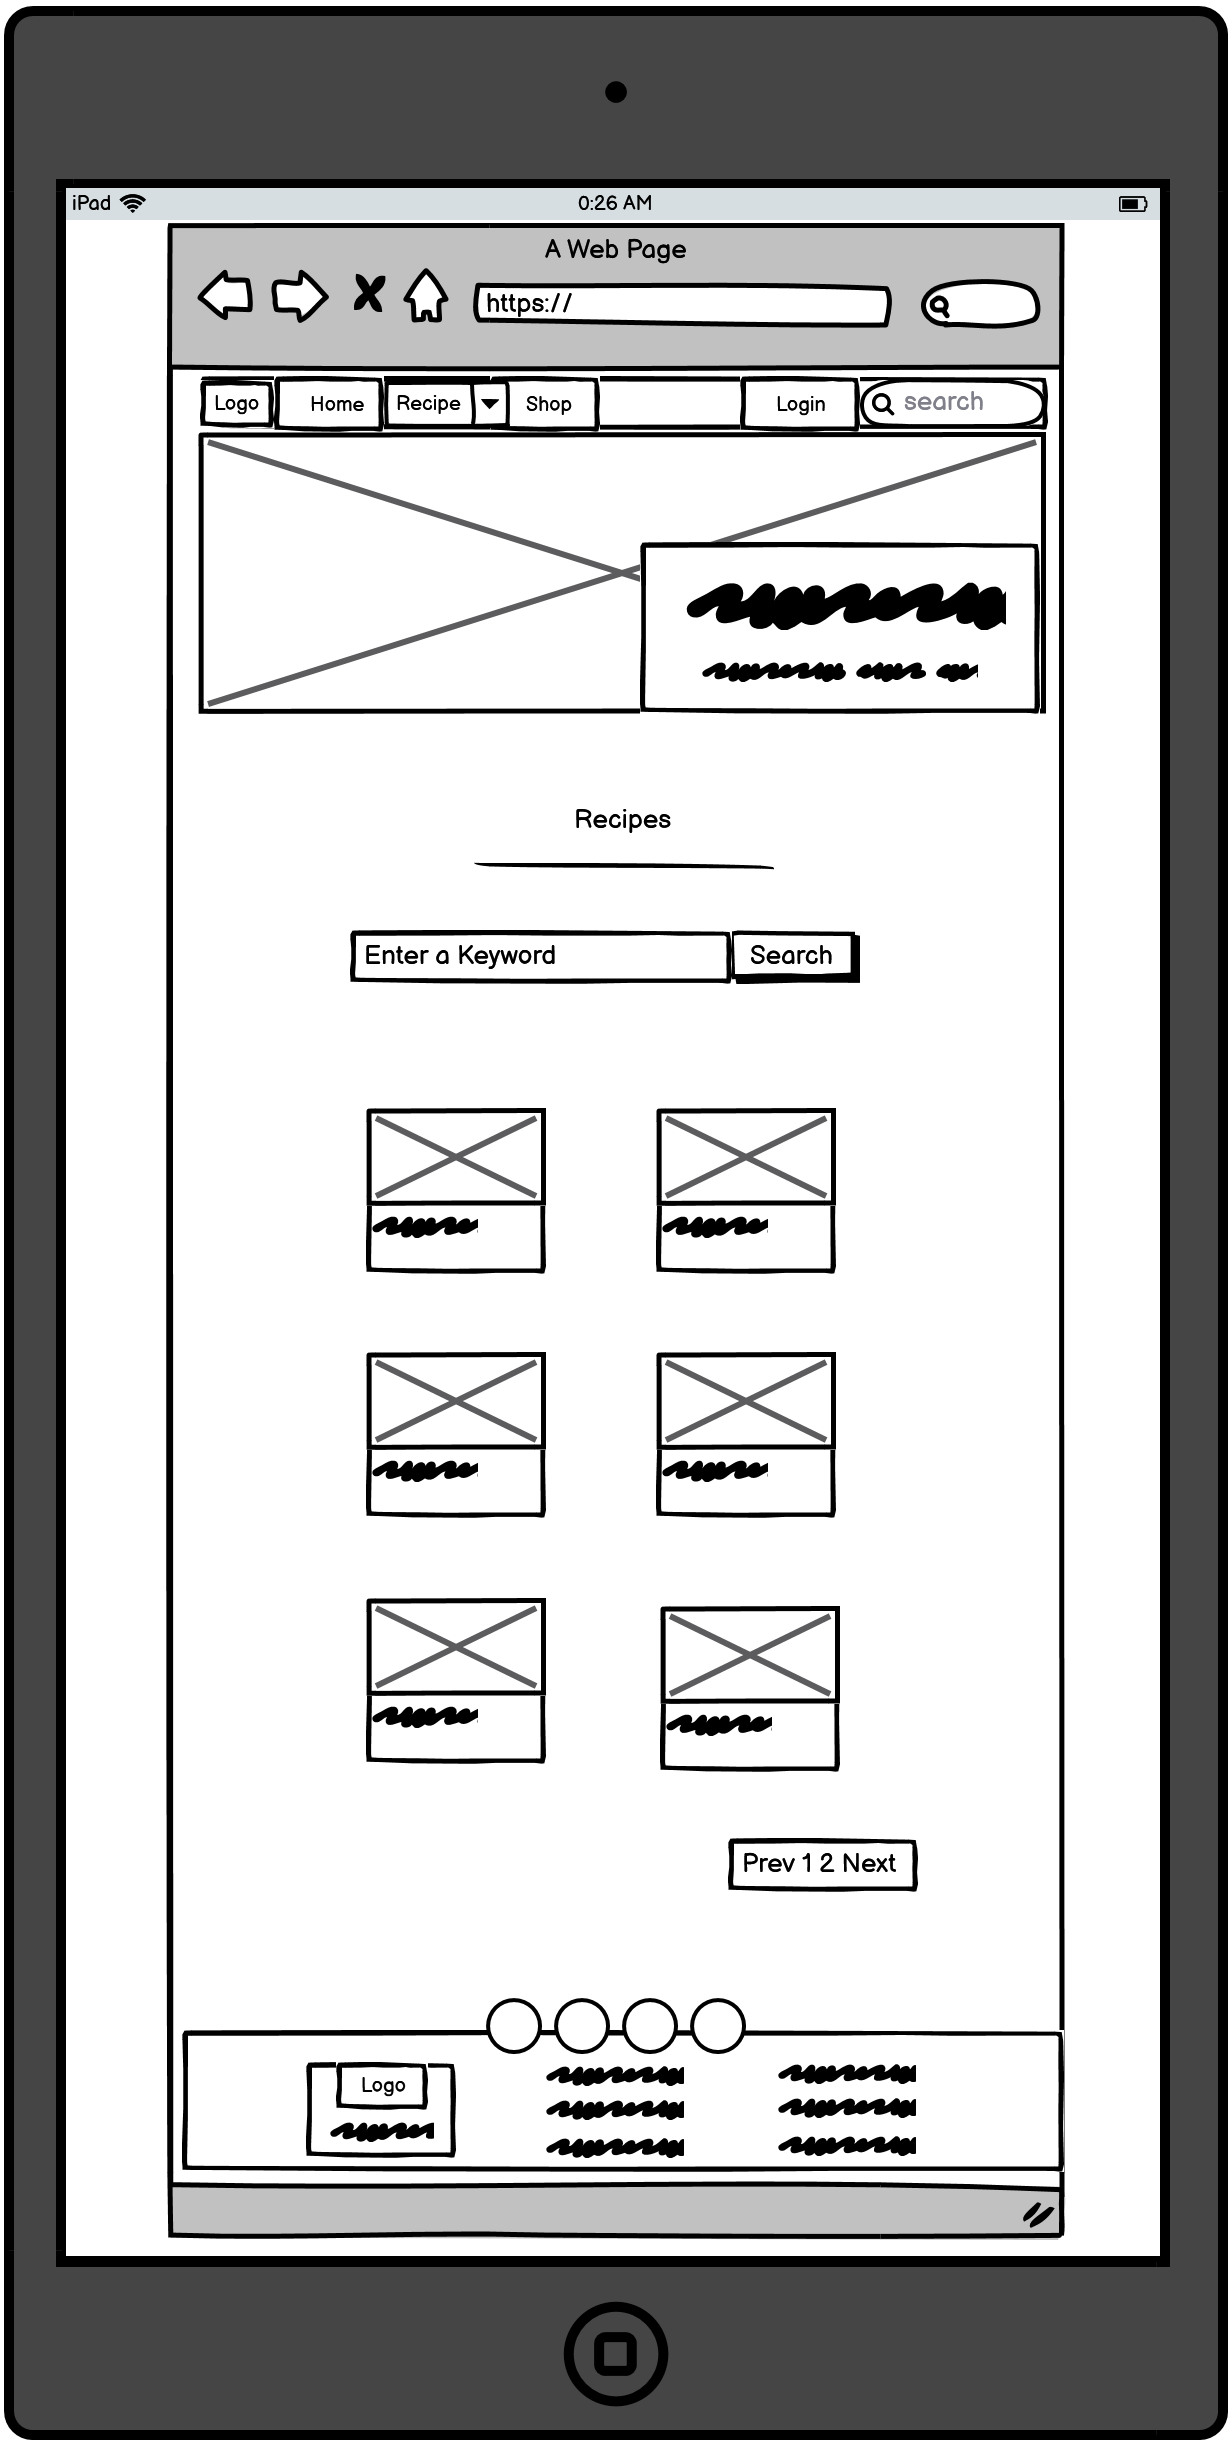 iPad 0:26 AM
A Web Page
https://
Logo Home Recipe Shop Login search
Recipes
Enter a Keyword Search
Prev 1 2 Next
Logo